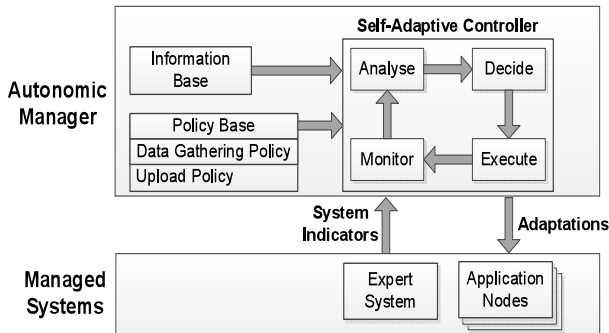 Self-Adaptive Controller
Autonomic
Manager
Information
Base
Analyse
Decide
Policy Base
Data Gathering Policy
Upload Policy
Monitor
Execute
System
Indicators
Adaptations
Managed
Systems
Expert
System
Application
Nodes